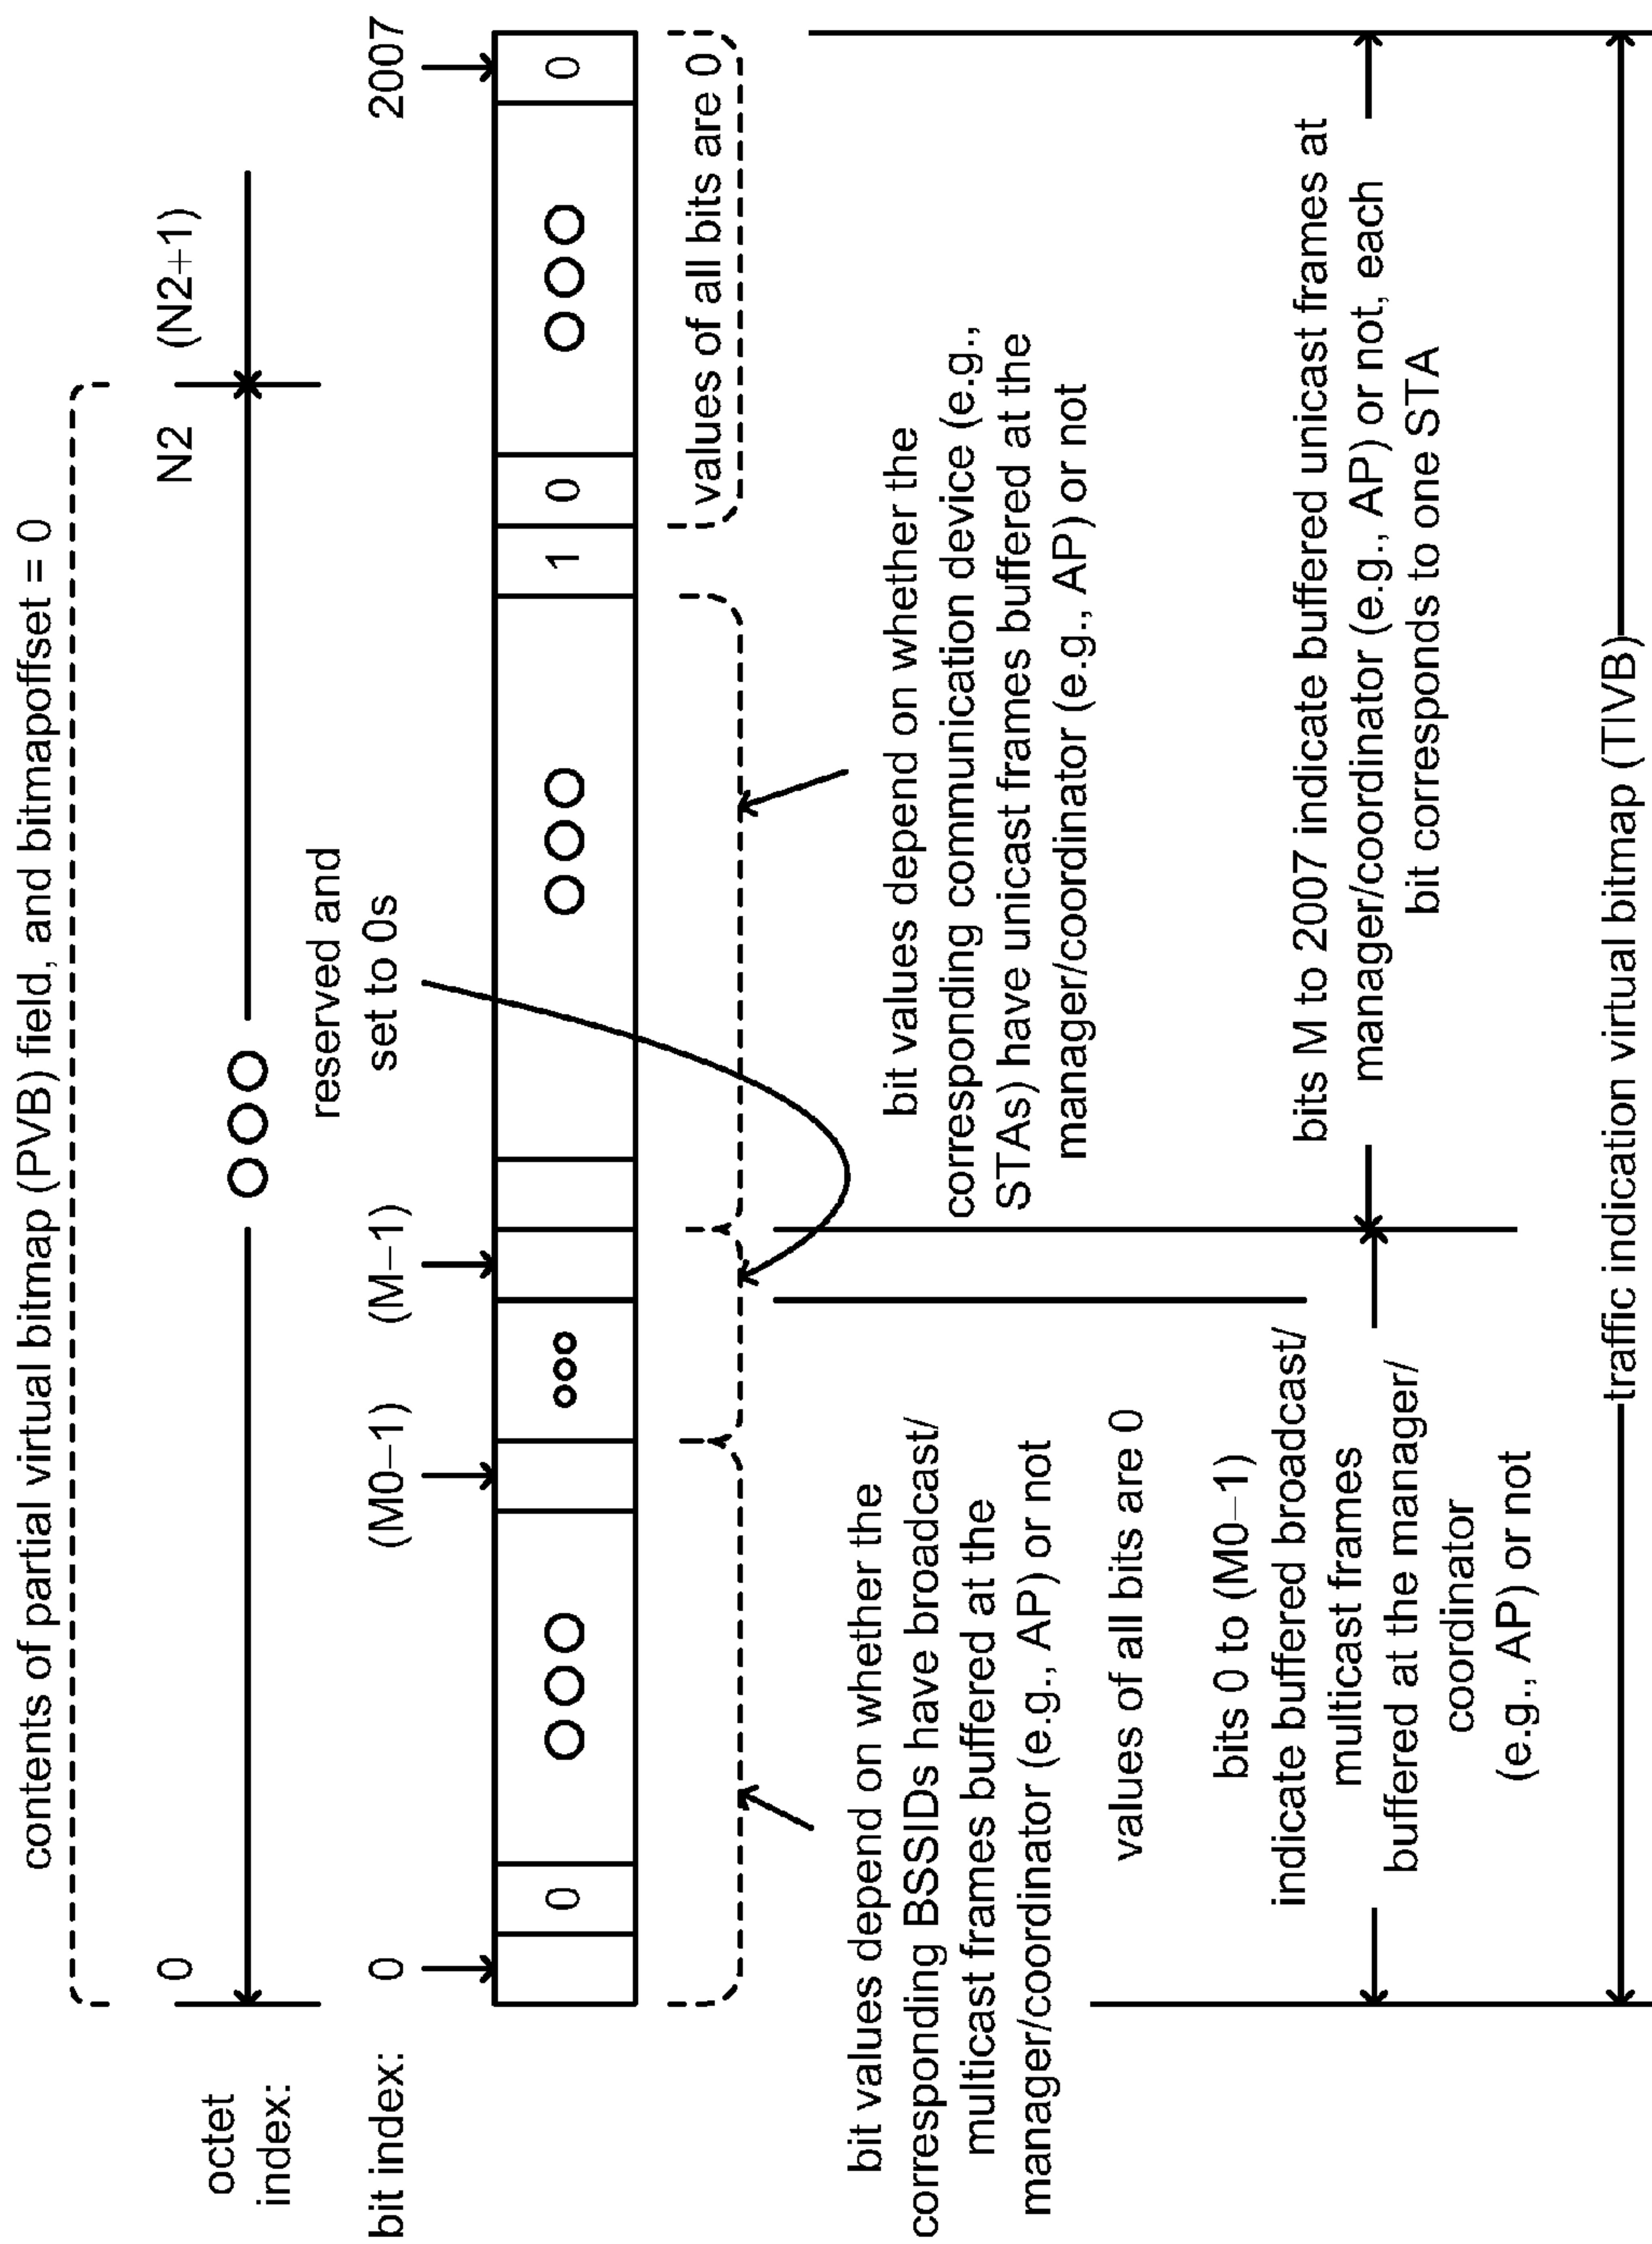 contents of partial virtual bitmap (PVB) field, and bitmapoffset = 0
octet
index:
0
N2
(N2+1)
reserved and
set to 0s
bit index:
0
(M0−1)
(M−1)
2007
0
1
0
0
values of all bits are 0
bit values depend on whether the
corresponding BSSIDs have broadcast/
multicast frames buffered at the
manager/coordinator (e.g., AP) or not
values of all bits are 0
bit values depend on whether the
corresponding communication device (e.g.,
STAs) have unicast frames buffered at the
manager/coordinator (e.g., AP) or not
bits 0 to (M0−1)
indicate buffered broadcast/
multicast frames
buffered at the manager/
coordinator
(e.g., AP) or not
bits M to 2007 indicate buffered unicast frames at
manager/coordinator (e.g., AP) or not, each
bit corresponds to one STA
traffic indication virtual bitmap (TIVB)